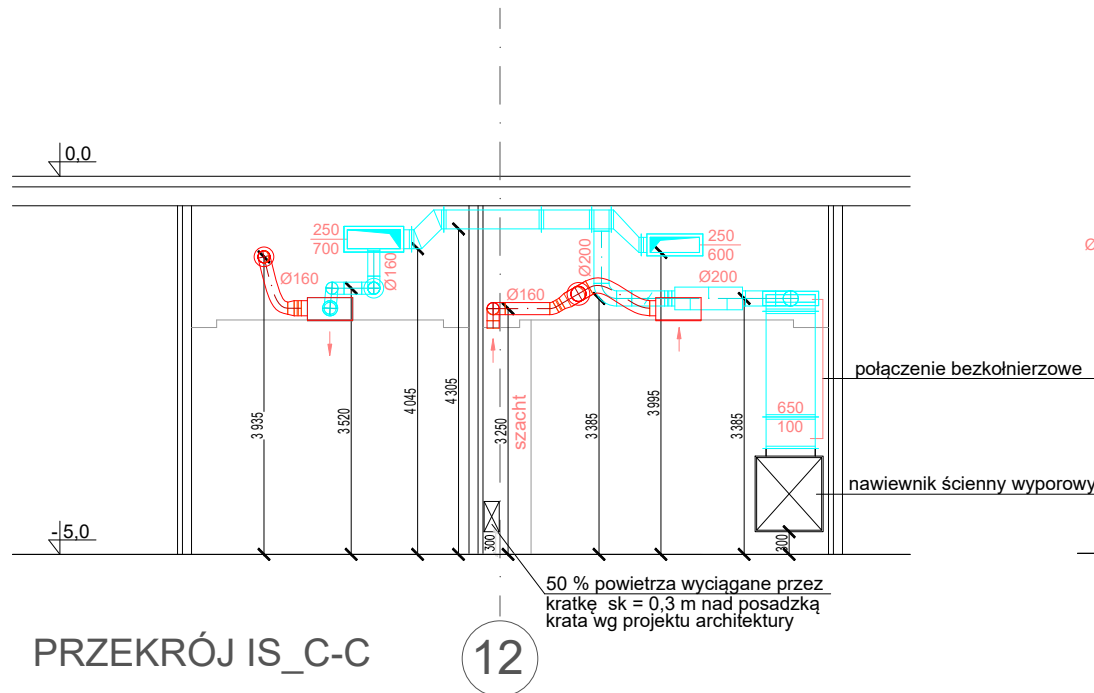 0,0
250
700
Ø160
Ø160
Ø160
Ø200
250
600
Ø200
Ø
3 935
3 520
4 045
4 305
3 250
szacht
3 385
3 995
3 385
650
100
połączenie bezkołnierzowe
nawiewnik ścienny wyporowy
-5,0
300
300
50 % powietrza wyciągane przez
kratkę sk = 0,3 m nad posadzką
krata wg projektu architektury
PRZEKRÓJ IS_C-C
12